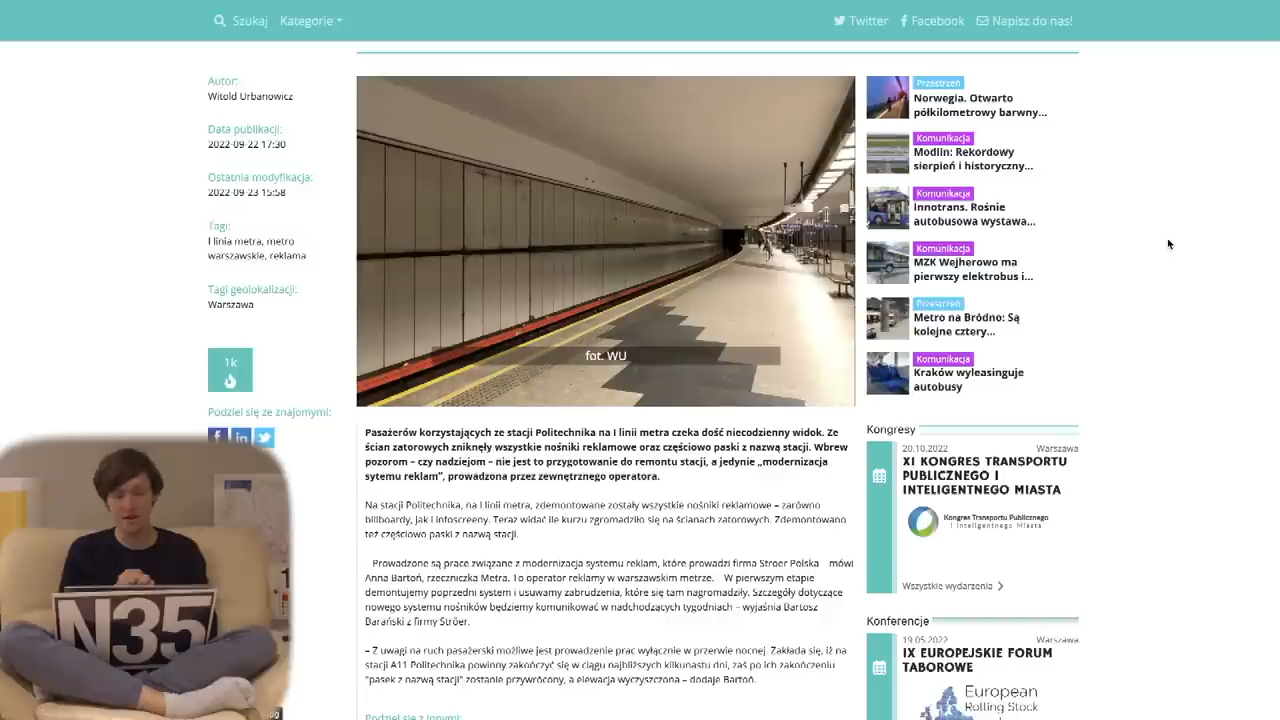 Szukaj
Kategorie
Twitter
Facebook
Napisz do nas!
Autor:
Witold Urbanowicz
Data publikacji:
2022-09-22 17:30
Ostatnia modyfikacja:
2022-09-23 15:58
Tagi:
I linia metra, metro
warszawskie, reklama
Tagi geolokalizacji:
Warszawa
1k
Podziel się ze znajomymi:
fot. WU
Pasażerów korzystających ze stacji Politechnika na I linii metra czeka dość niecodzienny widok. Ze
ścian zatorowych zniknęły wszystkie nośniki reklamowe oraz częściowo paski z nazwą stacji. Wbrew
pozorom – czy nadziejom – nie jest to przygotowanie do remontu stacji, a jedynie „modernizacja
sytemu reklam”, prowadzona przez zewnętrznego operatora.
Na stacji Politechnika, na I linii metra, zdemontowane zostały wszystkie nośniki reklamowe – zarówno
billboardy, jak i infoscreeny. Teraz widać ile kurzu zgromadziło się na ścianach zatorowych. Zdemontowano
też częściowo paski z nazwą stacji.
Prowadzone są prace związane z modernizacją systemu reklam, które prowadzi firma Stroer Polska mówi
Anna Bartoń, rzeczniczka Metra. To operator reklamy w warszawskim metrze. W pierwszym etapie
demontujemy poprzedni system i usuwamy zabrudzenia, które się tam nagromadziły. Szczegóły dotyczące
nowego systemu nośników będziemy komunikować w nadchodzących tygodniach – wyjaśnia Bartosz
Barański z firmy Ströer.
– Z uwagi na ruch pasażerski możliwe jest prowadzenie prac wyłącznie w przerwie nocnej. Zakłada się, iż na
stacji A11 Politechnika powinny zakończyć się w ciągu najbliższych kilkunastu dni, zaś po ich zakończeniu
"pasek z nazwą stacji" zostanie przywrócony, a elewacja wyczyszczona – dodaje Bartoń.
Podziel się z innymi:
Przestrzeń
Norwegia. Otwarto
półkilometrowy barwny...
Komunikacja
Modlin: Rekordowy
sierpień i historyczny...
Komunikacja
Innotrans. Rośnie
autobusowa wystawa...
Komunikacja
MZK Wejherowo ma
pierwszy elektrobus i...
Przestrzeń
Metro na Bródno: Są
kolejne cztery...
Komunikacja
Kraków wyleasinguje
autobusy
Kongresy
20.10.2022 Warszawa
XI KONGRES TRANSPORTU
PUBLICZNEGO I
INTELIGENTNEGO MIASTA
Kongres Transportu Publicznego
i Inteligentnego Miasta
Wszystkie wydarzenia
Konferencje
19.05.2022 Warszawa
IX EUROPEJSKIE FORUM
TABOROWE
European
Rolling Stock
N35